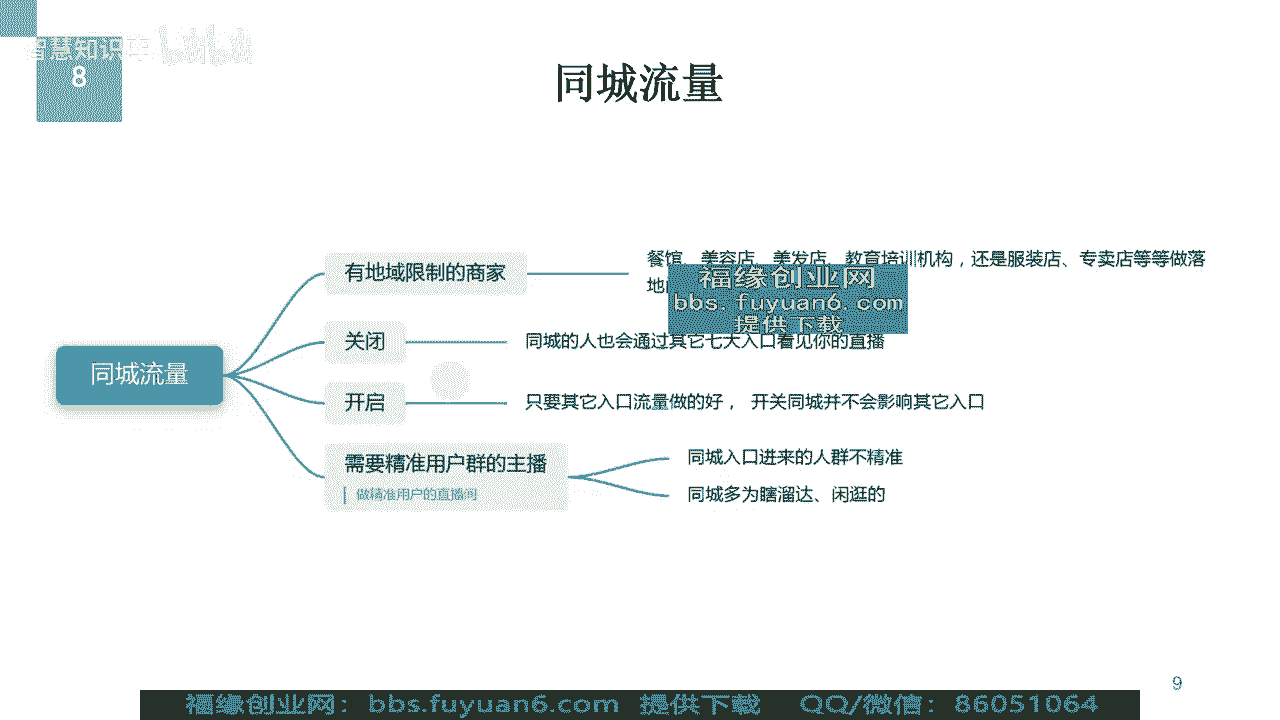 智慧知识库 bilibili
8
同城流量
有地域限制的商家
餐馆、美容店、美发店、教育培训机构，还是服装店、专卖店等等做落
地
福缘创业网
bbs.fuyuan6.com
提供下载
关闭
同城的人也会通过其它七大入口看见你的直播
同城流量
开启
只要其它入口流量做的好， 开关同城并不会影响其它入口
需要精准用户群的主播
做精准用户的直播间
同城入口进来的人群不精准
同城多为瞎溜达、闲逛的
9
福缘创业网： bbs.fuyuan6.com 提供下载 QQ/微信：86051064